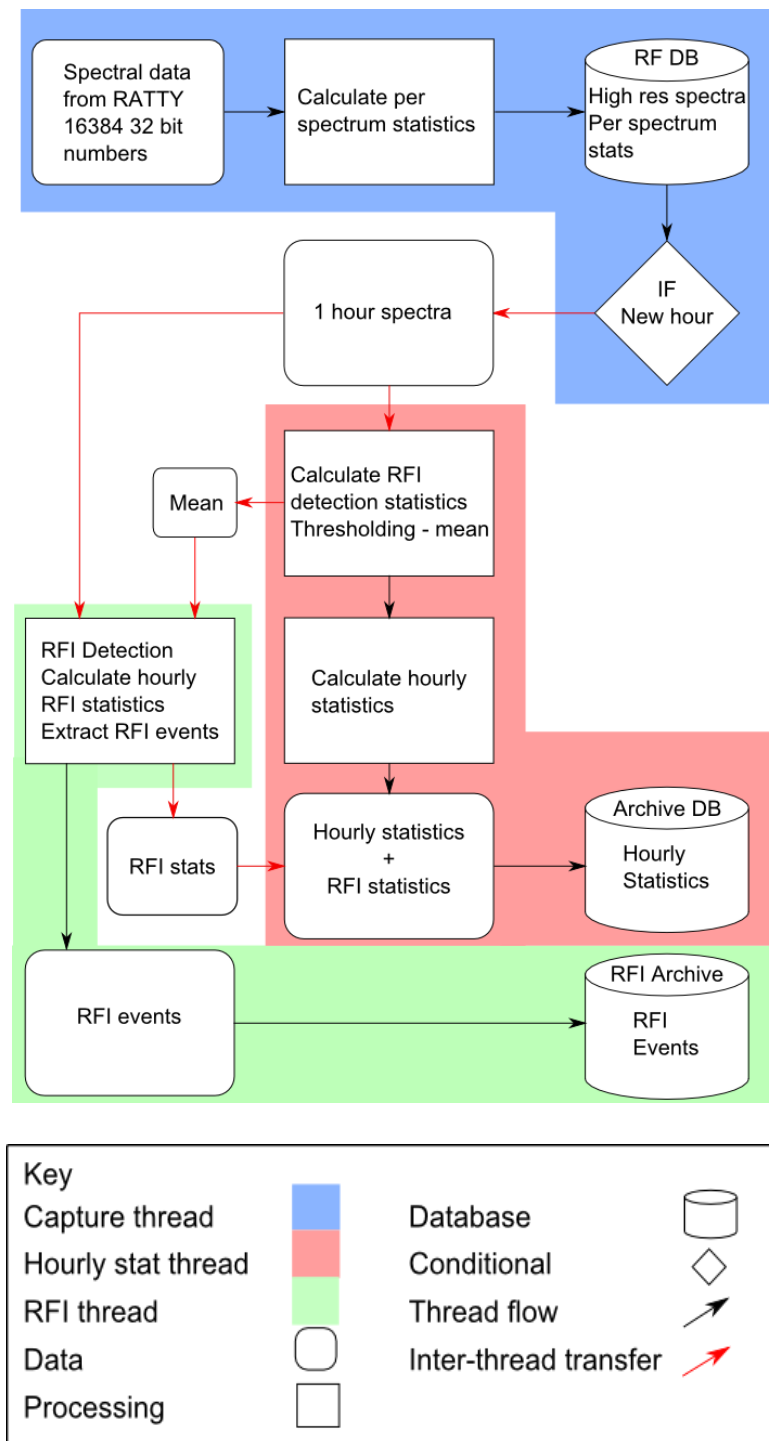 Spectral data
from RATTY
16384 32 bit
numbers
Calculate per
spectrum statistics
RF DB
High res spectra
Per spectrum
stats
IF
New hour
1 hour spectra
Calculate RFI
detection statistics
Thresholding - mean
Mean
RFI Detection
Calculate hourly
RFI statistics
Extract RFI events
Calculate hourly
statistics
RFI stats
Hourly statistics
+
RFI statistics
Archive DB
Hourly
Statistics
RFI events
RFI Archive
RFI
Events
Key
Capture thread
Hourly stat thread
RFI thread
Data
Processing
Database
Conditional
Thread flow
Inter-thread transfer